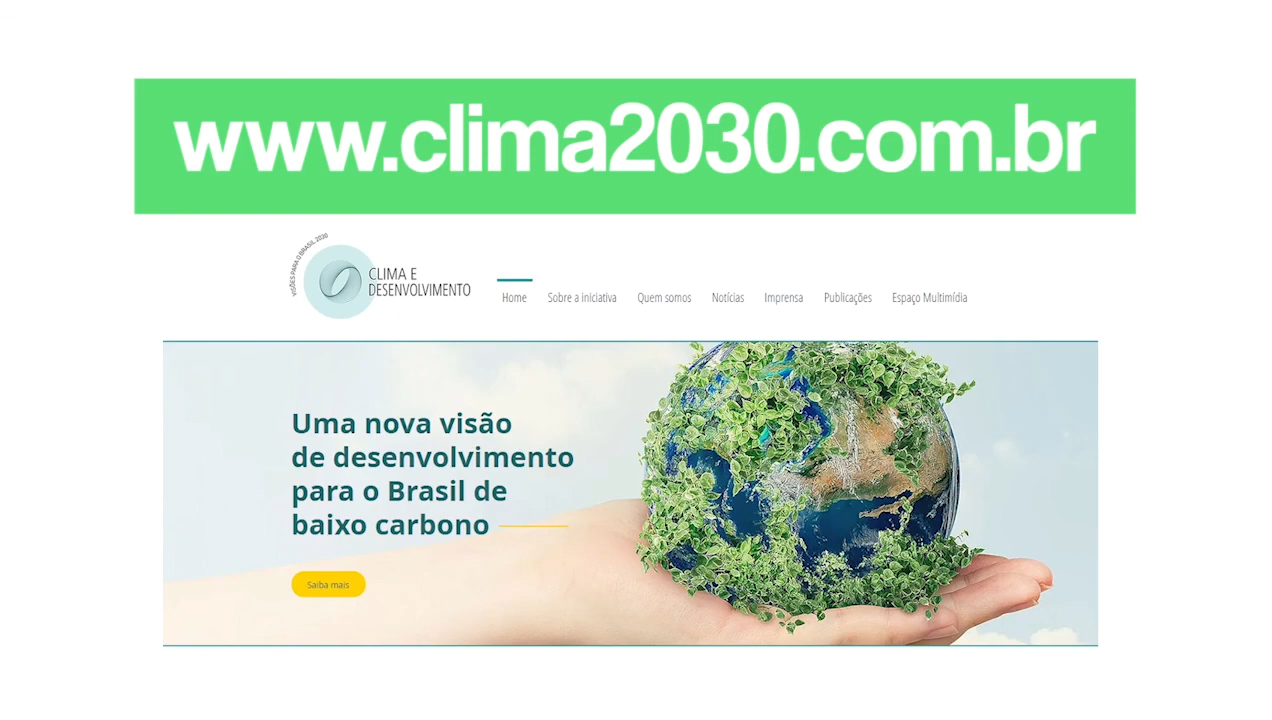 www.clima2030.com.br
VISÕES PARA O BRASIL 2030
CLIMA E
DESENVOLVIMENTO
Home Sobre a iniciativa Quem somos Notícias Imprensa Publicações Espaço Multimídia
Uma nova visão
de desenvolvimento
para o Brasil de
baixo carbono
Saiba mais